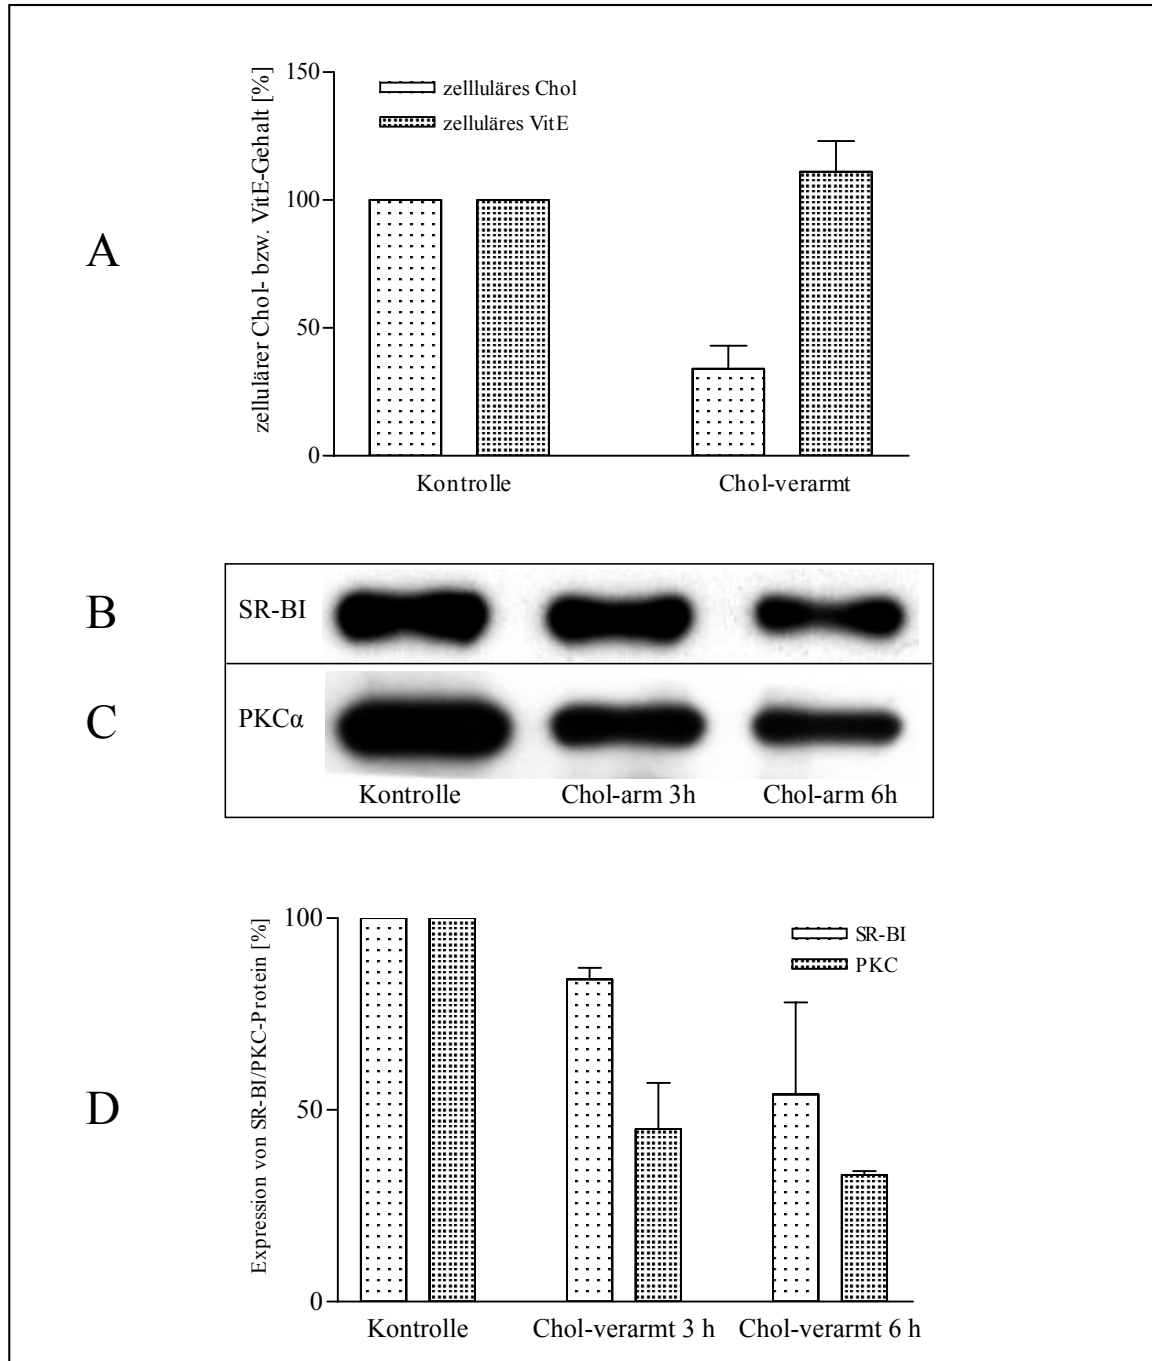 A
zellulärer Chol- bzw. VitE-Gehalt [%]
150
100
50
0
zellluläres Chol
zelluläres VitE
Kontrolle
Chol-verarmt
B
SR-BI
C
PKCα
Kontrolle
Chol-arm 3h
Chol-arm 6h
D
Expression von SR-BI/PKC-Protein [%]
100
50
0
SR-BI
PKC
Kontrolle
Chol-verarmt 3 h
Chol-verarmt 6 h